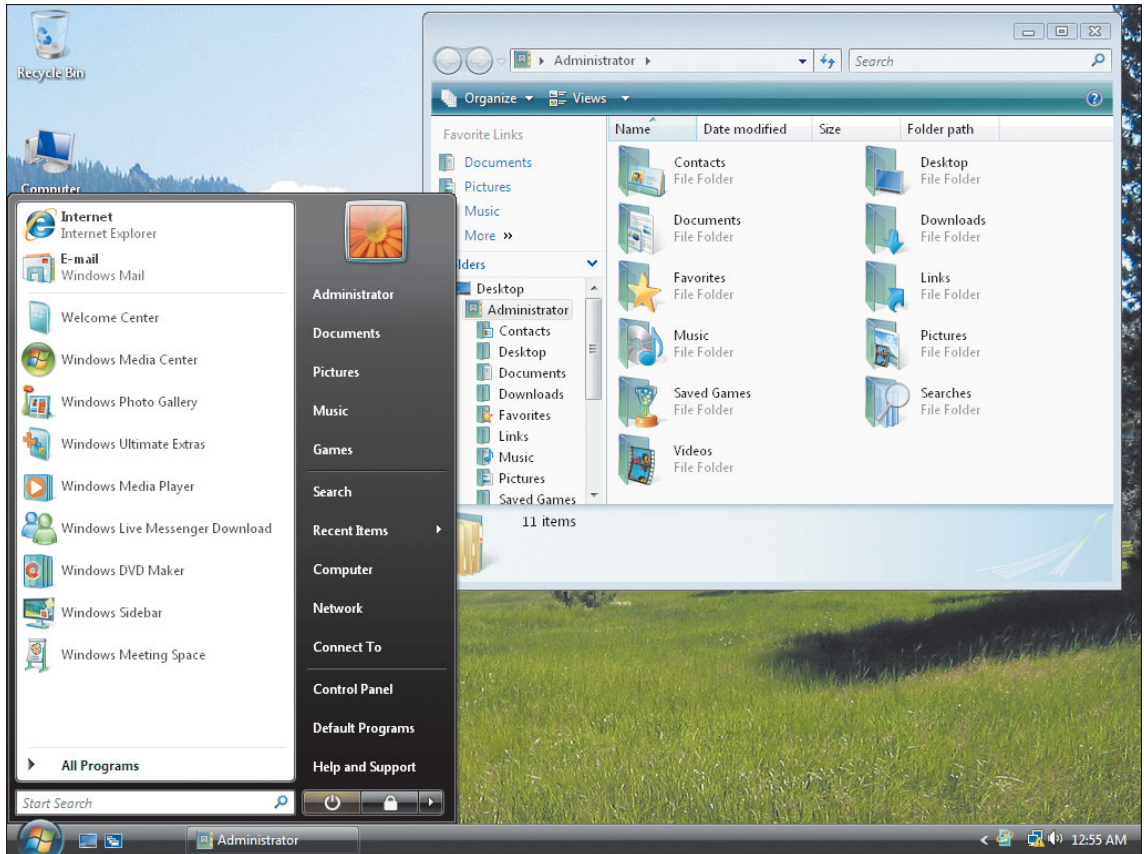 Recycle Bin
Computer
Administrator
Search
Organize
Views
Favorite Links
Documents
Pictures
Music
More »
lders
Desktop
Administrator
Contacts
Desktop
Documents
Downloads
Favorites
Links
Music
Pictures
Saved Games
Name
Date modified
Size
Folder path
Contacts
File Folder
Desktop
File Folder
Documents
File Folder
Downloads
File Folder
Favorites
File Folder
Links
File Folder
Music
File Folder
Pictures
File Folder
Saved Games
File Folder
Searches
File Folder
Videos
File Folder
11 items
Internet
Internet Explorer
E-mail
Windows Mail
Welcome Center
Windows Media Center
Windows Photo Gallery
Windows Ultimate Extras
Windows Media Player
Windows Live Messenger Download
Windows DVD Maker
Windows Sidebar
Windows Meeting Space
All Programs
Start Search
Administrator
Documents
Pictures
Music
Games
Search
Recent Items
Computer
Network
Connect To
Control Panel
Default Programs
Help and Support
Administrator
12:55 AM